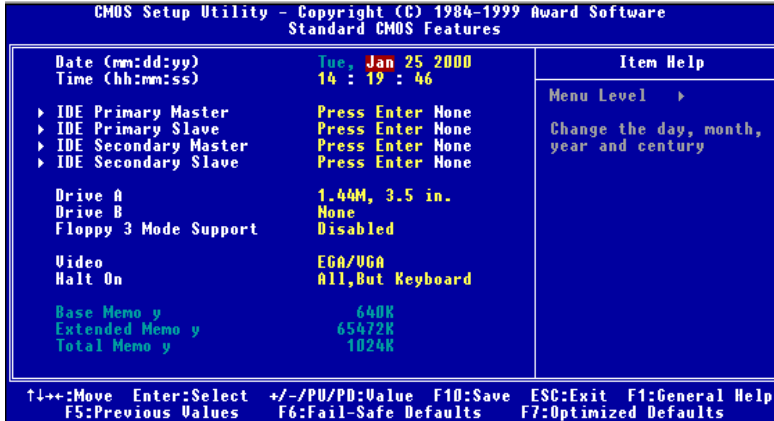 CMOS Setup Utility – Copyright (C) 1984-1999 Award Software
Standard CMOS Features
Date (mm:dd:yy) Tue, Jan 25 2000
Time (hh:mm:ss) 14 : 19 : 46
IDE Primary Master Press Enter None
IDE Primary Slave Press Enter None
IDE Secondary Master Press Enter None
IDE Secondary Slave Press Enter None
Drive A 1.44M, 3.5 in.
Drive B None
Floppy 3 Mode Support Disabled
Video EGA/VGA
Halt On All,But Keyboard
Base Memo y 640K
Extended Memo y 65472K
Total Memo y 1024K
Item Help
Menu Level ▸
Change the day, month,
year and century
↑↓→←:Move Enter:Select +/-/PU/PD:Value F10:Save ESC:Exit F1:General Help
F5:Previous Values F6:Fail-Safe Defaults F7:Optimized Defaults